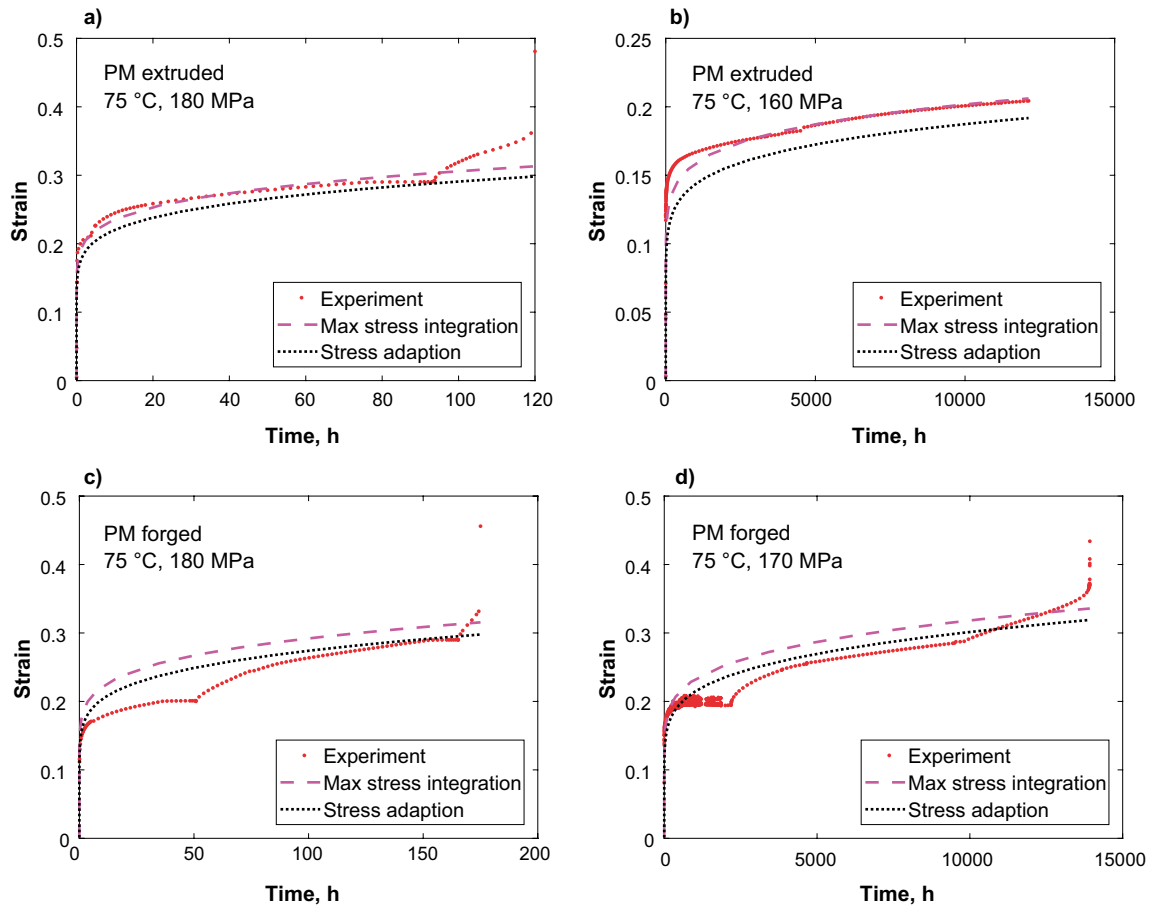 a)
0.5
0.4
0.3
0.2
0.1
0
Strain
PM extruded
75 °C, 180 MPa
Experiment
Max stress integration
Stress adaption
0 20 40 60 80 100 120
Time, h
b)
0.25
0.2
0.15
0.1
0.05
0
Strain
PM extruded
75 °C, 160 MPa
Experiment
Max stress integration
Stress adaption
0 5000 10000 15000
Time, h
c)
0.5
0.4
0.3
0.2
0.1
0
Strain
PM forged
75 °C, 180 MPa
Experiment
Max stress integration
Stress adaption
0 50 100 150 200
Time, h
d)
0.5
0.4
0.3
0.2
0.1
0
Strain
PM forged
75 °C, 170 MPa
Experiment
Max stress integration
Stress adaption
0 5000 10000 15000
Time, h